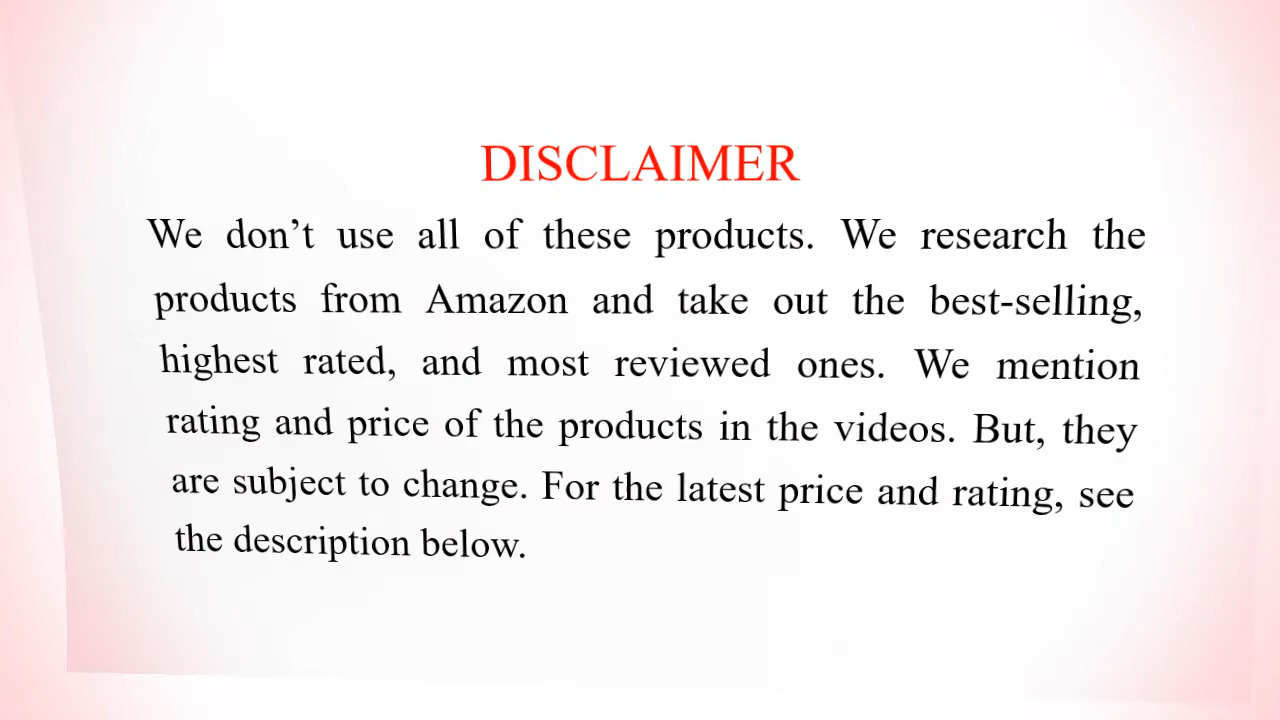 DISCLAIMER
We don’t use all of these products. We research the
products from Amazon and take out the best-selling,
highest rated, and most reviewed ones. We mention
rating and price of the products in the videos. But, they
are subject to change. For the latest price and rating, see
the description below.